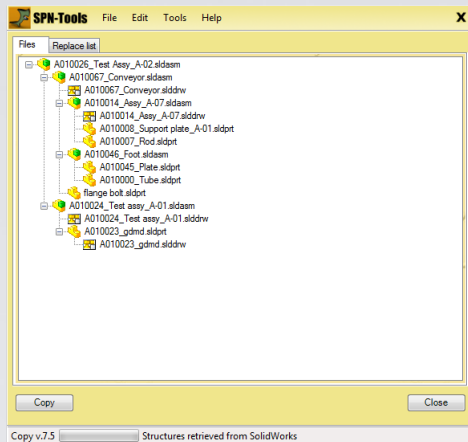 SPN-Tools File Edit Tools Help X
Files Replace list
A010026_Test Assy_A-02.sldasm
A010067_Conveyor.sldasm
A010067_Conveyor.slddrw
A010014_Assy_A-07.sldasm
A010014_Assy_A-07.slddrw
A010008_Support plate_A-01.sldprt
A010007_Rod.sldprt
A010046_Foot.sldasm
A010045_Plate.sldprt
A010000_Tube.sldprt
flange bolt.sldprt
A010024_Test assy_A-01.sldasm
A010024_Test assy_A-01.slddrw
A010023_gdmd.sldprt
A010023_gdmd.slddrw
Copy Close
Copy v.7.5 Structures retrieved from SolidWorks